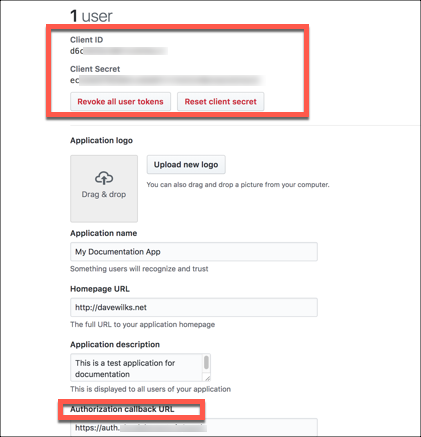 1 user
Client ID
d6c
Client Secret
ec
Revoke all user tokens
Reset client secret
Application logo
Drag & drop
Upload new logo
You can also drag and drop a picture from your computer.
Application name
My Documentation App
Something users will recognize and trust
Homepage URL
http://davewilks.net
The full URL to your application homepage
Application description
This is a test application for
documentation
This is displayed to all users of your application
Authorization callback URL
https://auth.